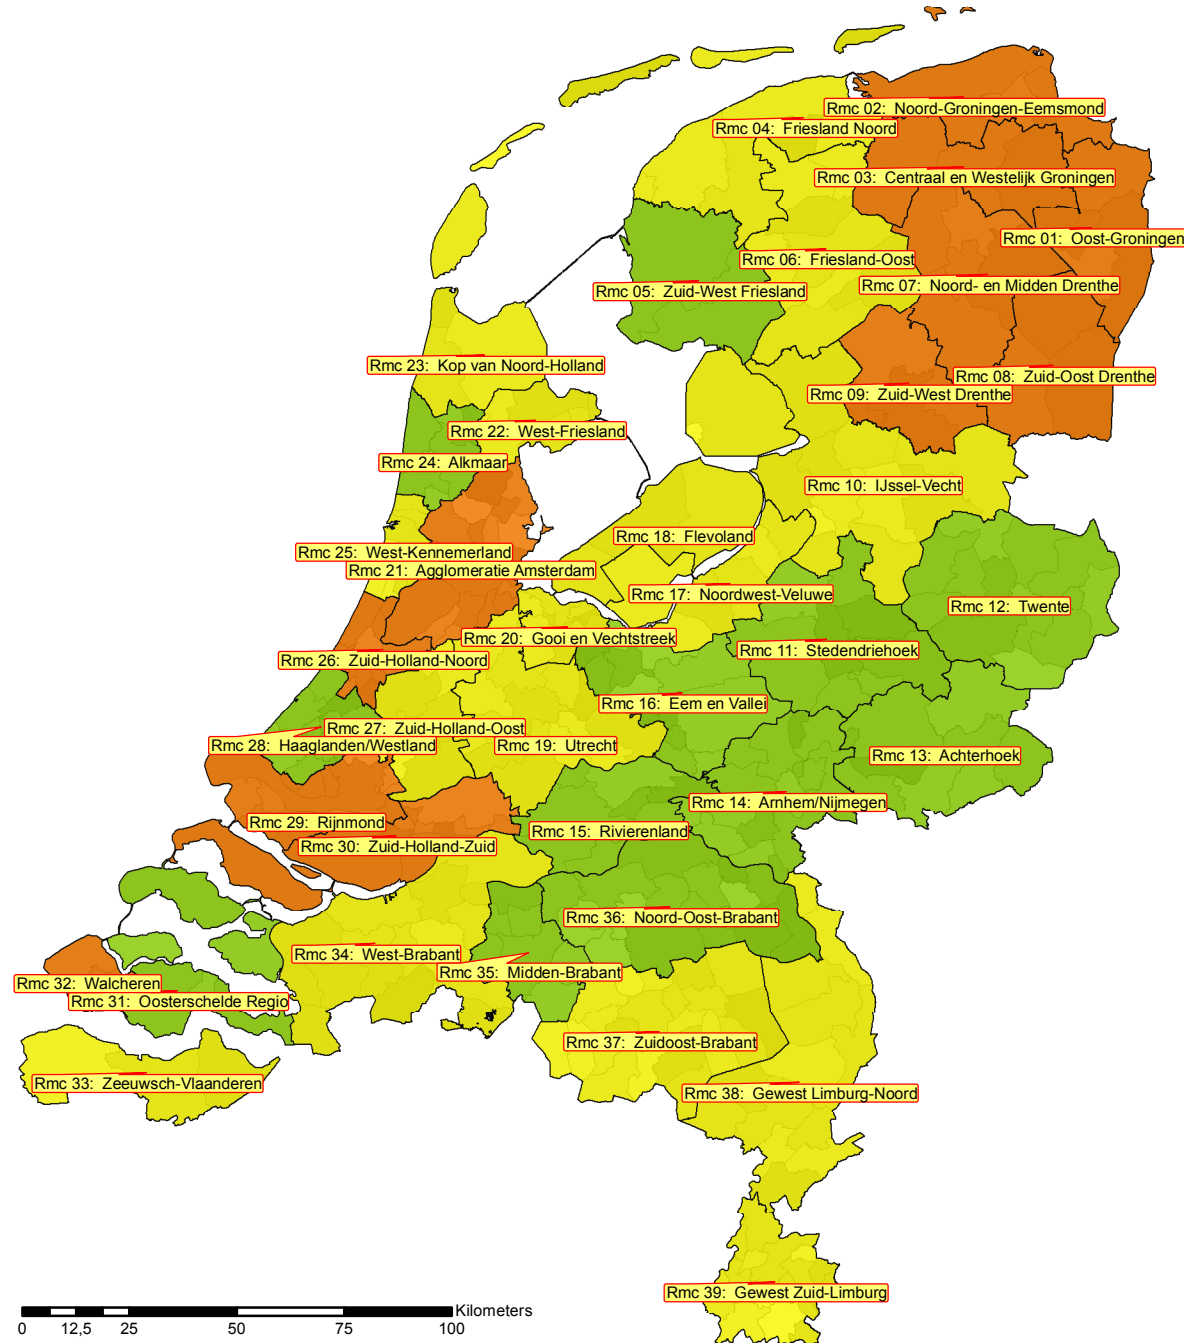 Rmc 02:  Noord-Groningen-Eemsmond
Rmc 04:  Friesland Noord
Rmc 03:  Centraal en Westelijk Groningen
Rmc 01:  Oost-Groningen
Rmc 06:  Friesland-Oost
Rmc 07:  Noord- en Midden Drenthe
Rmc 05:  Zuid-West Friesland
Rmc 23:  Kop van Noord-Holland
Rmc 08:  Zuid-Oost Drenthe
Rmc 09:  Zuid-West Drenthe
Rmc 22:  West-Friesland
Rmc 24:  Alkmaar
Rmc 10:  IJssel-Vecht
Rmc 18:  Flevoland
Rmc 25:  West-Kennemerland
Rmc 21:  Agglomeratie Amsterdam
Rmc 17:  Noordwest-Veluwe
Rmc 12:  Twente
Rmc 20:  Gooi en Vechtstreek
Rmc 11:  Stedendriehoek
Rmc 26:  Zuid-Holland-Noord
Rmc 16:  Eem en Vallei
Rmc 27:  Zuid-Holland-Oost
Rmc 28:  Haaglanden/Westland
Rmc 19:  Utrecht
Rmc 13:  Achterhoek
Rmc 14:  Arnhem/Nijmegen
Rmc 29:  Rijnmond
Rmc 15:  Rivierenland
Rmc 30:  Zuid-Holland-Zuid
Rmc 36:  Noord-Oost-Brabant
Rmc 34:  West-Brabant
Rmc 35:  Midden-Brabant
Rmc 32:  Walcheren
Rmc 31:  Oosterschelde Regio
Rmc 37:  Zuidoost-Brabant
Rmc 33:  Zeeuwsch-Vlaanderen
Rmc 38:  Gewest Limburg-Noord
Rmc 39:  Gewest Zuid-Limburg
Kilometers
0 12,5 25 50 75 100